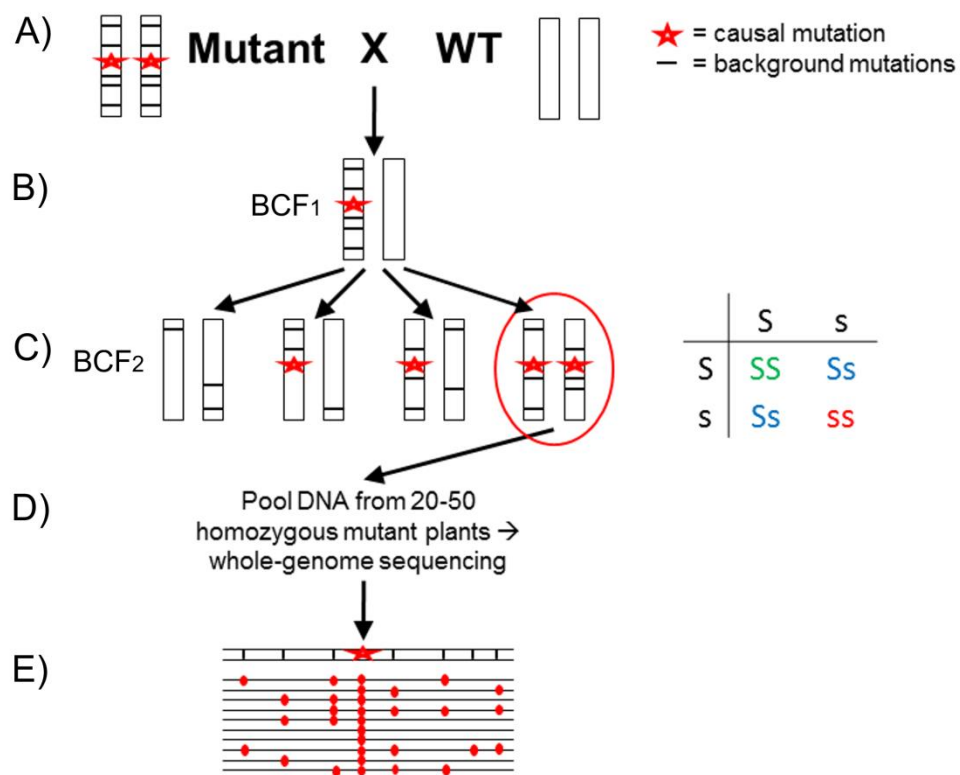 A)
Mutant X WT
= causal mutation
= background mutations
B)
BCF1
C)
BCF2
S s
S SS Ss
s Ss ss
D)
Pool DNA from 20-50
homozygous mutant plants →
whole-genome sequencing
E)